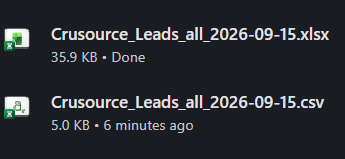 Crusource_Leads_all_2026-09-15.xlsx
35.9 KB • Done
Crusource_Leads_all_2026-09-15.csv
5.0 KB • 6 minutes ago